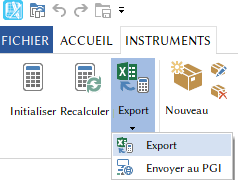 FICHIER ACCUEIL INSTRUMENTS
Initialiser Recalculer Export Nouveau
Export
Envoyer au PGI